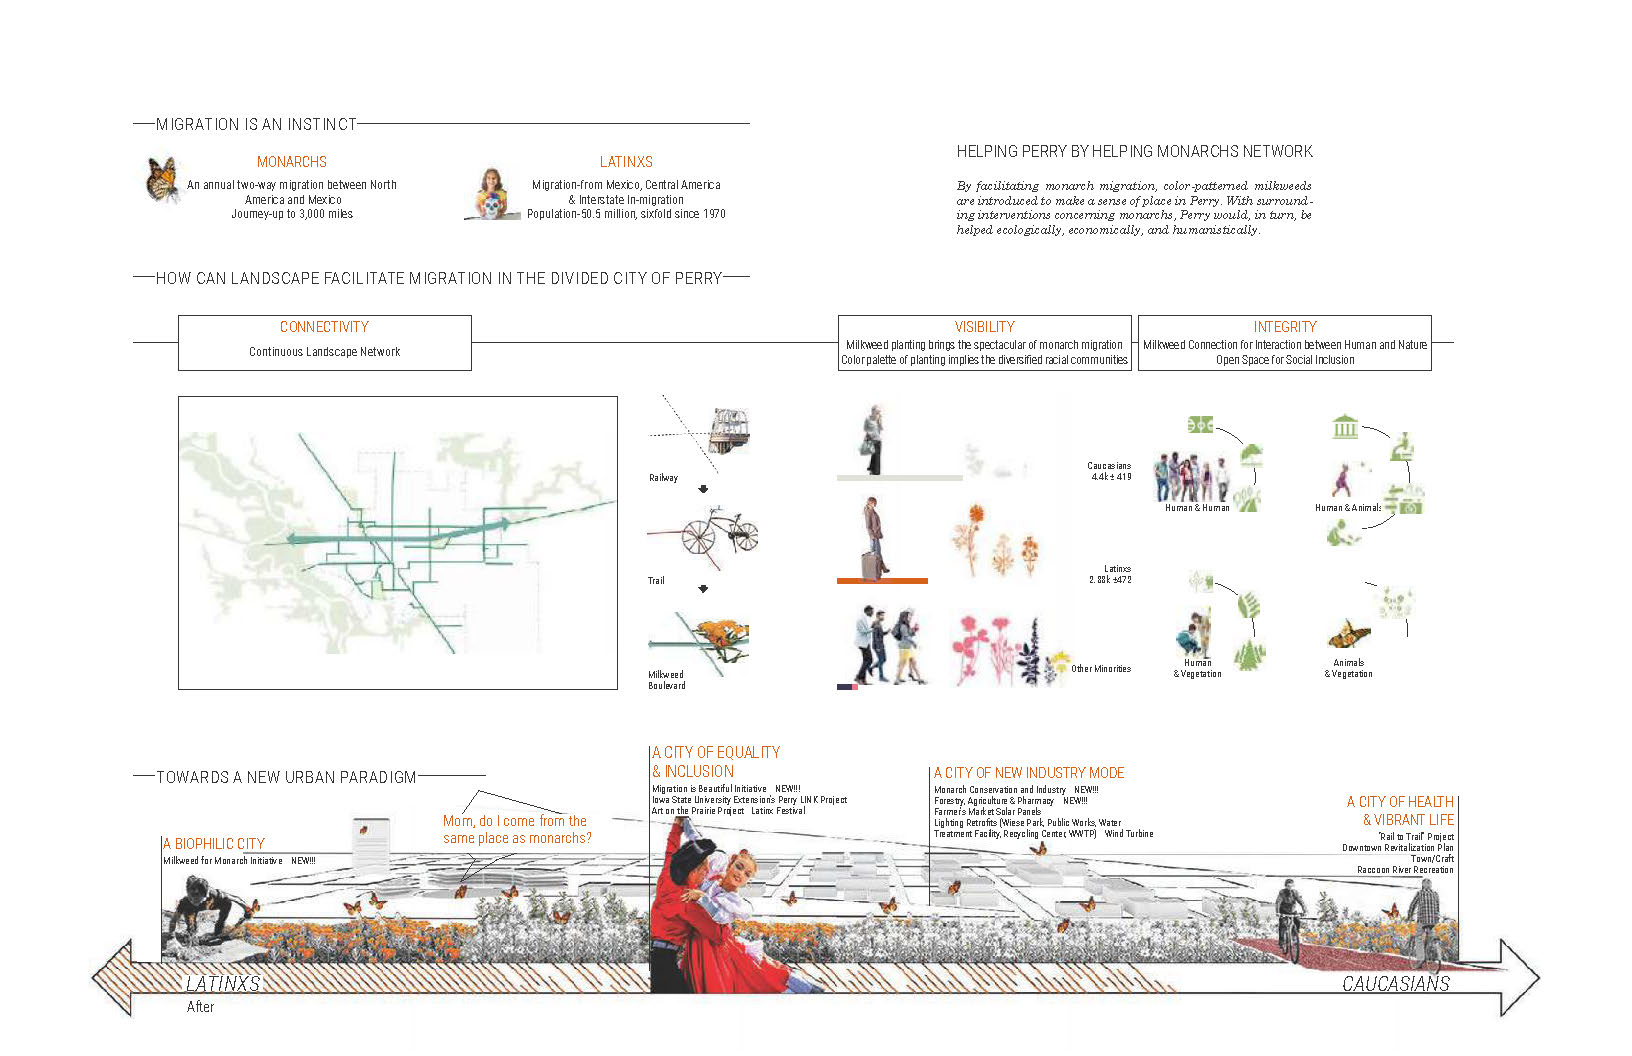 MIGRATION IS AN INSTINCT
MONARCHS
An annual two-way migration between North
America and Mexico
Journey-up to 3,000 miles
LATINXS
Migration-from Mexico, Central America
& Interstate In-migration
Population-50.5 million, sixfold since 1970
HELPING PERRY BY HELPING MONARCHS NETWORK
By facilitating monarch migration, color-patterned milkweeds
are introduced to make a sense of place in Perry. With surround-
ing interventions concerning monarchs, Perry would, in turn, be
helped ecologically, economically, and humanistically.
HOW CAN LANDSCAPE FACILITATE MIGRATION IN THE DIVIDED CITY OF PERRY
CONNECTIVITY
Continuous Landscape Network
VISIBILITY
Milkweed planting brings the spectacular of monarch migration
Color palette of planting implies the diversified racial communities
INTEGRITY
Milkweed Connection for Interaction between Human and Nature
Open Space for Social Inclusion
Railway
Trail
Milkweed
Boulevard
Caucasians
4.4k ± 419
Latinxs
2.88k ±472
Other Minorities
Human & Human
Human & Animals
Human
& Vegetation
Animals
& Vegetation
TOWARDS A NEW URBAN PARADIGM
A BIOPHILIC CITY
Milkweed for Monarch Initiative NEW!!!
Mom, do I come from the
same place as monarchs?
A CITY OF EQUALITY
& INCLUSION
Migration is Beautiful Initiative NEW!!!
Iowa State University Extension's Perry LINK Project
Art on the Prairie Project Latinx Festival
A CITY OF NEW INDUSTRY MODE
Monarch Conservation and Industry NEW!!!
Forestry, Agriculture & Pharmacy NEW!!!
Farmer's Market Solar Panels
Lighting Retrofits (Wiese Park, Public Works, Water
Treatment Facility, Recycling Center, WWTP) Wind Turbine
A CITY OF HEALTH
& VIBRANT LIFE
"Rail to Trail" Project
Downtown Revitalization Plan
Town/Craft
Raccoon River Recreation
LATINXS
CAUCASIANS
After